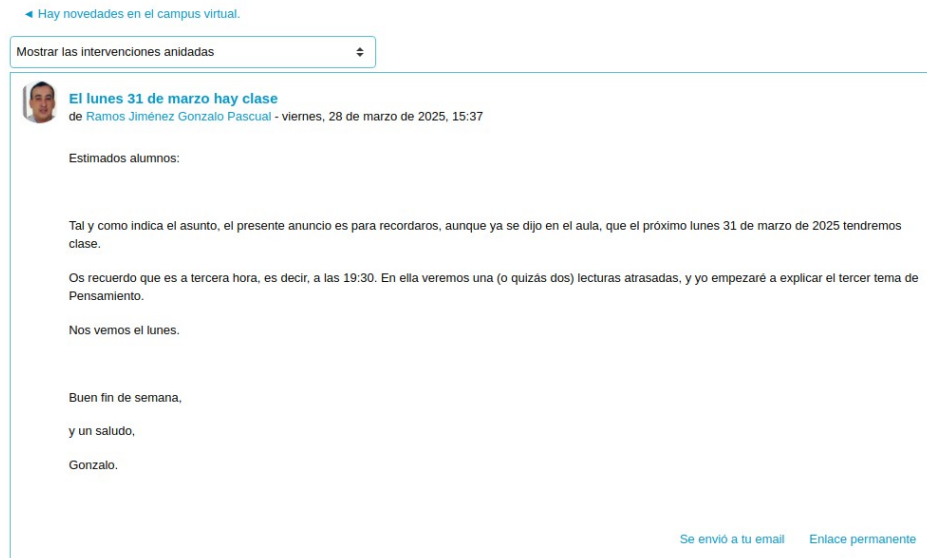 ◄ Hay novedades en el campus virtual.
Mostrar las intervenciones anidadas
El lunes 31 de marzo hay clase
de Ramos Jiménez Gonzalo Pascual - viernes, 28 de marzo de 2025, 15:37
Estimados alumnos:
Tal y como indica el asunto, el presente anuncio es para recordaros, aunque ya se dijo en el aula, que el próximo lunes 31 de marzo de 2025 tendremos
clase.
Os recuerdo que es a tercera hora, es decir, a las 19:30. En ella veremos una (o quizás dos) lecturas atrasadas, y yo empezaré a explicar el tercer tema de
Pensamiento.
Nos vemos el lunes.
Buen fin de semana,
y un saludo,
Gonzalo.
Se envió a tu email Enlace permanente